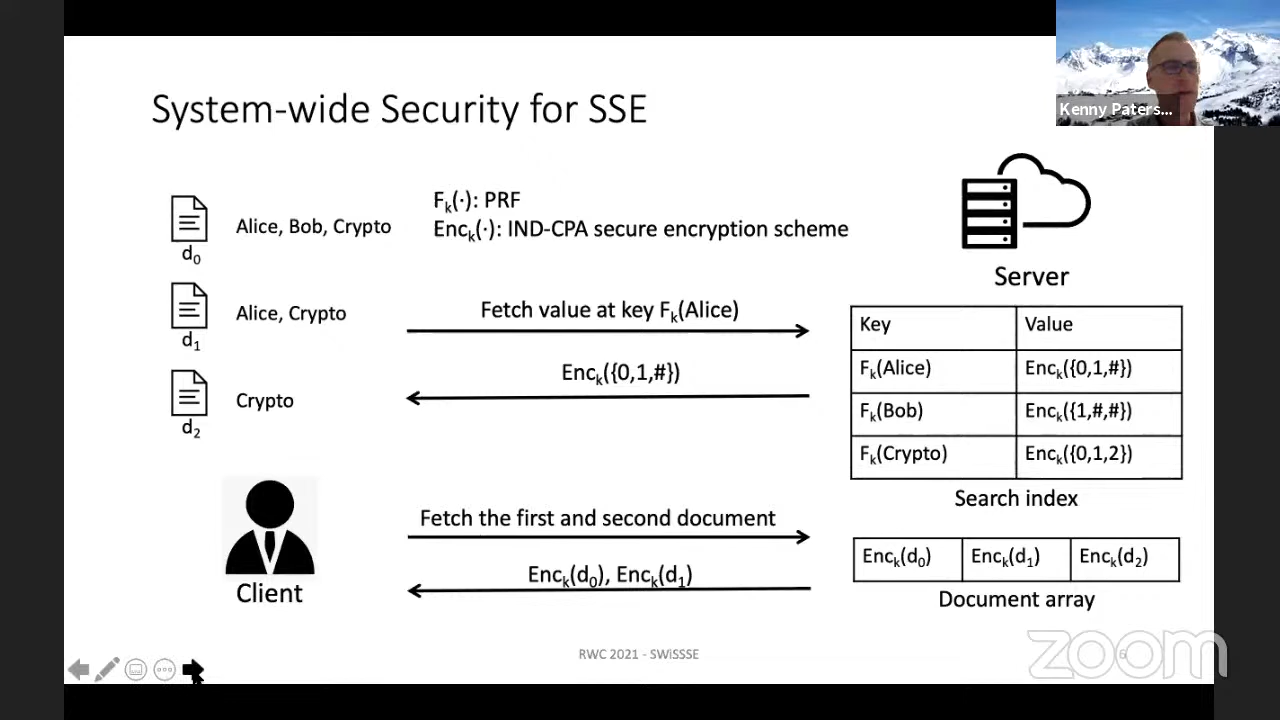 Kenny Paters...
System-wide Security for SSE
Fk(·): PRF
Alice, Bob, Crypto
Enck(·): IND-CPA secure encryption scheme
d0
Server
Alice, Crypto
Fetch value at key Fk(Alice)
d1
Enck({0,1,#})
Crypto
d2
Key Value
Fk(Alice) Enck({0,1,#})
Fk(Bob) Enck({1,#,#})
Fk(Crypto) Enck({0,1,2})
Search index
Fetch the first and second document
Enck(d0), Enck(d1)
Client
Enck(d0) Enck(d1) Enck(d2)
Document array
RWC 2021 - SWiSSSE
6
zoom